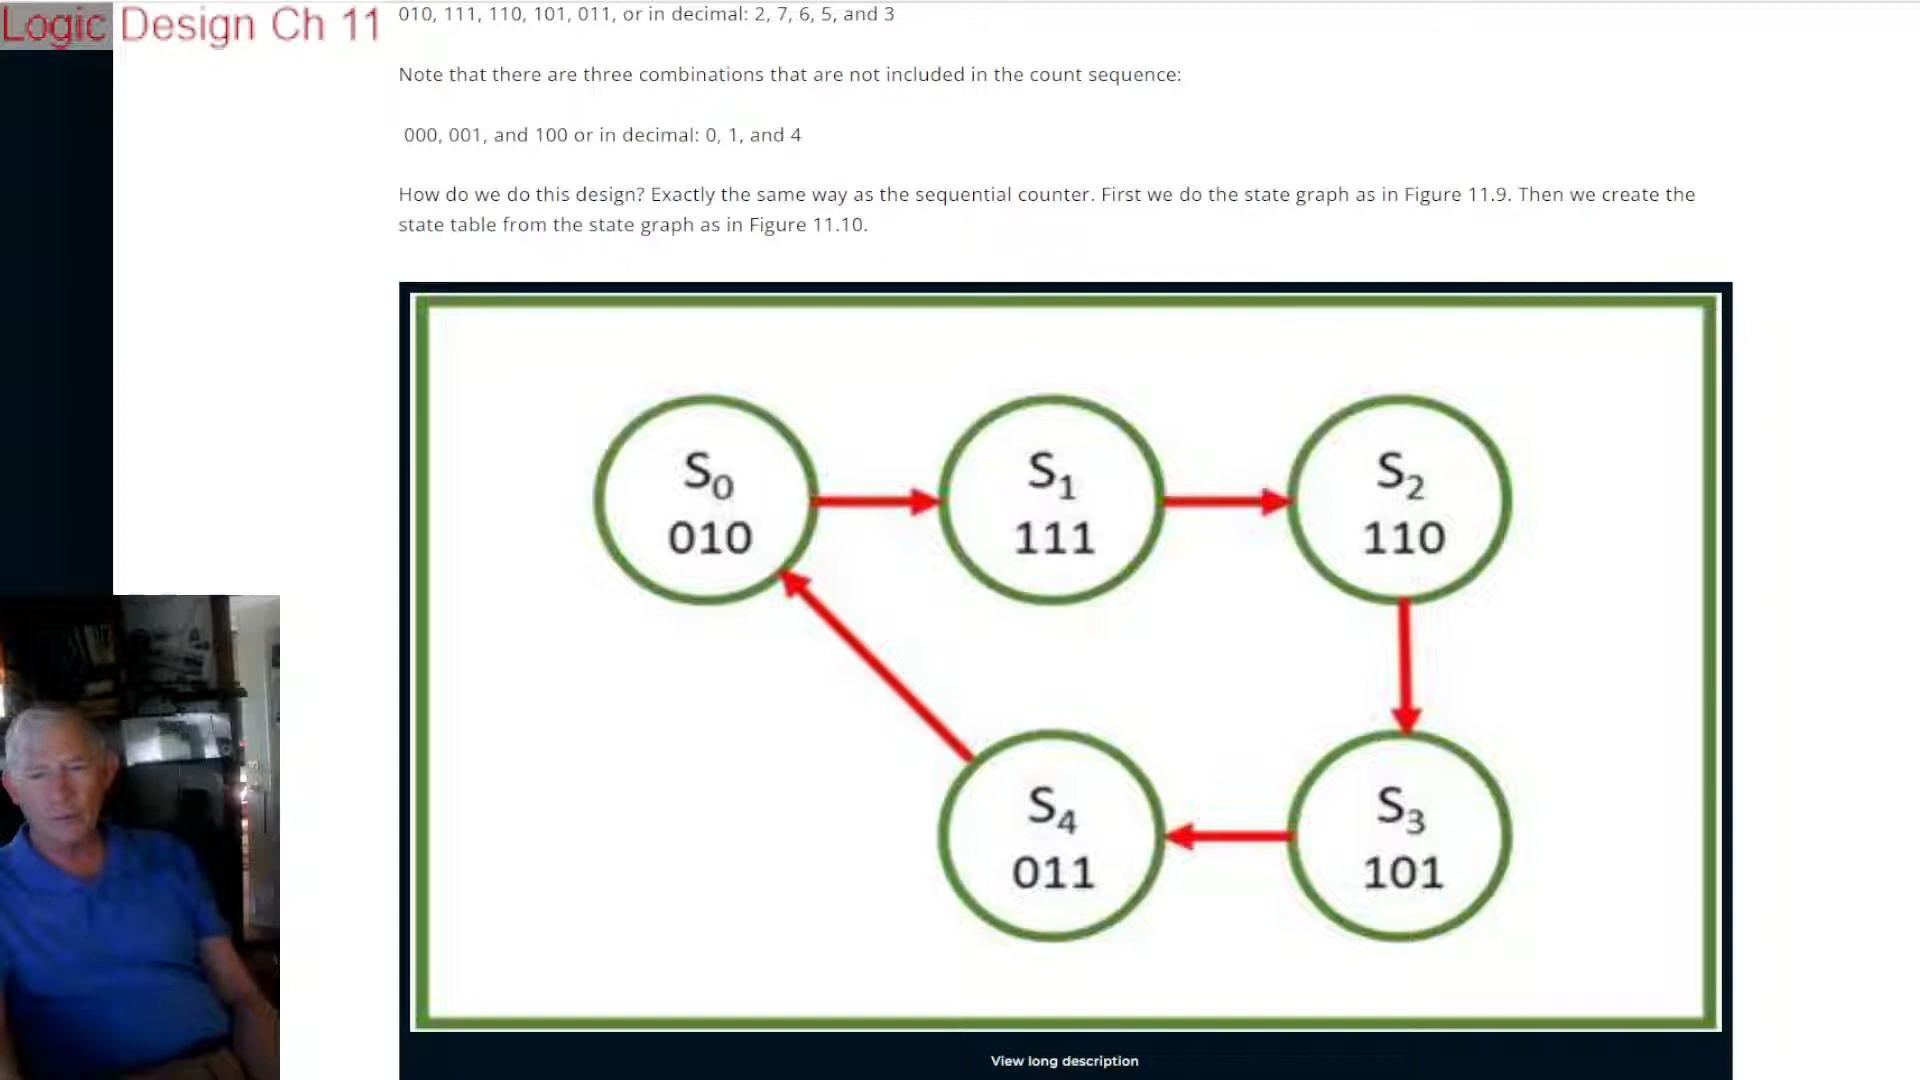 Logic Design Ch 11
010, 111, 110, 101, 011, or in decimal: 2, 7, 6, 5, and 3
Note that there are three combinations that are not included in the count sequence:
000, 001, and 100 or in decimal: 0, 1, and 4
How do we do this design? Exactly the same way as the sequential counter. First we do the state graph as in Figure 11.9. Then we create the
state table from the state graph as in Figure 11.10.
S0
010
S1
111
S2
110
S4
011
S3
101
View long description